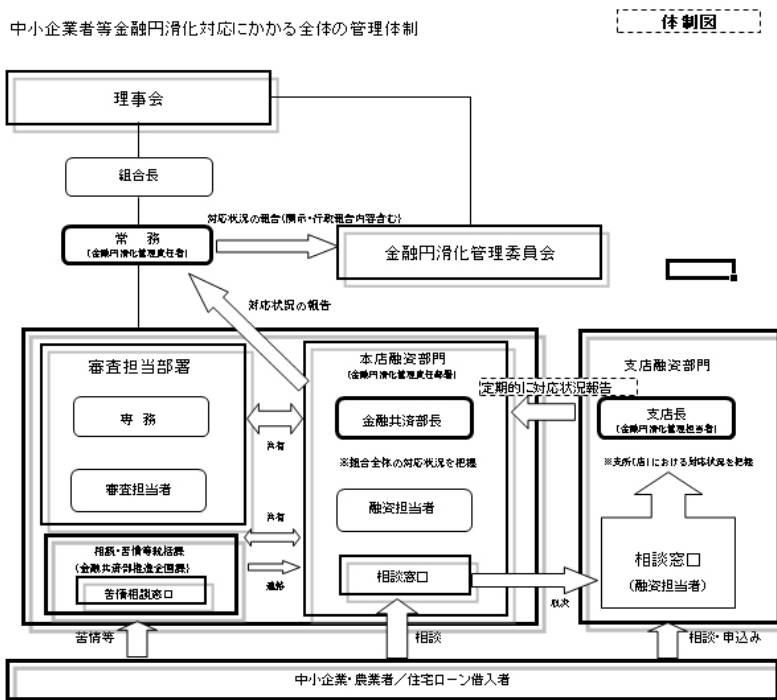 中小企業者等金融円滑化対応にかかる全体の管理体制
体制図
理事会
組合長
対応状況の報告(開示・行政報告内容含む)
常　務
(金融円滑化管理責任者)
金融円滑化管理委員会
対応状況の報告
審査担当部署
専　務
審査担当者
本店融資部門
(金融円滑化管理責任部署)
金融共済部長
※組合全体の対応状況を把握
融資担当者
相談窓口
共有
共有
連絡
相談・苦情等統括課
(金融共済部推進企画課)
苦情相談窓口
定期的に対応状況報告
支店融資部門
支店長
(金融円滑化管理担当者)
※支所(店)における対応状況を把握
相談窓口
(融資担当者)
取次
苦情等
相談
相談・申込み
中小企業・農業者／住宅ローン借入者